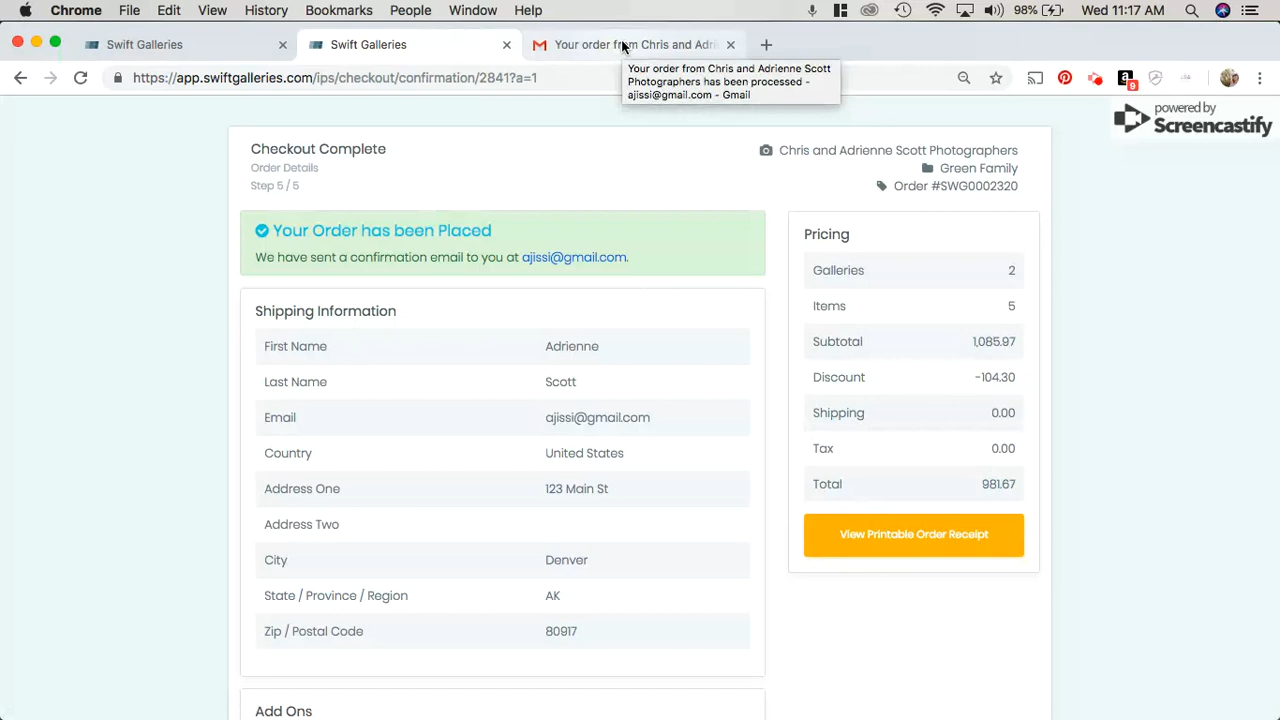 Chrome File Edit View History Bookmarks People Window Help 98% Wed 11:17 AM
Swift Galleries
Swift Galleries
Your order from Chris and Adri
https://app.swiftgalleries.com/ips/checkout/confirmation/2841?a=1
9
Your order from Chris and Adrienne Scott
Photographers has been processed -
ajissi@gmail.com - Gmail
powered by
Screencastify
Checkout Complete
Order Details
Step 5 / 5
Chris and Adrienne Scott Photographers
Green Family
Order #SWG0002320
Your Order has been Placed
We have sent a confirmation email to you at ajissi@gmail.com.
Shipping Information
First Name Adrienne
Last Name Scott
Email ajissi@gmail.com
Country United States
Address One 123 Main St
Address Two
City Denver
State / Province / Region AK
Zip / Postal Code 80917
Add Ons
Pricing
Galleries 2
Items 5
Subtotal 1,085.97
Discount -104.30
Shipping 0.00
Tax 0.00
Total 981.67
View Printable Order Receipt